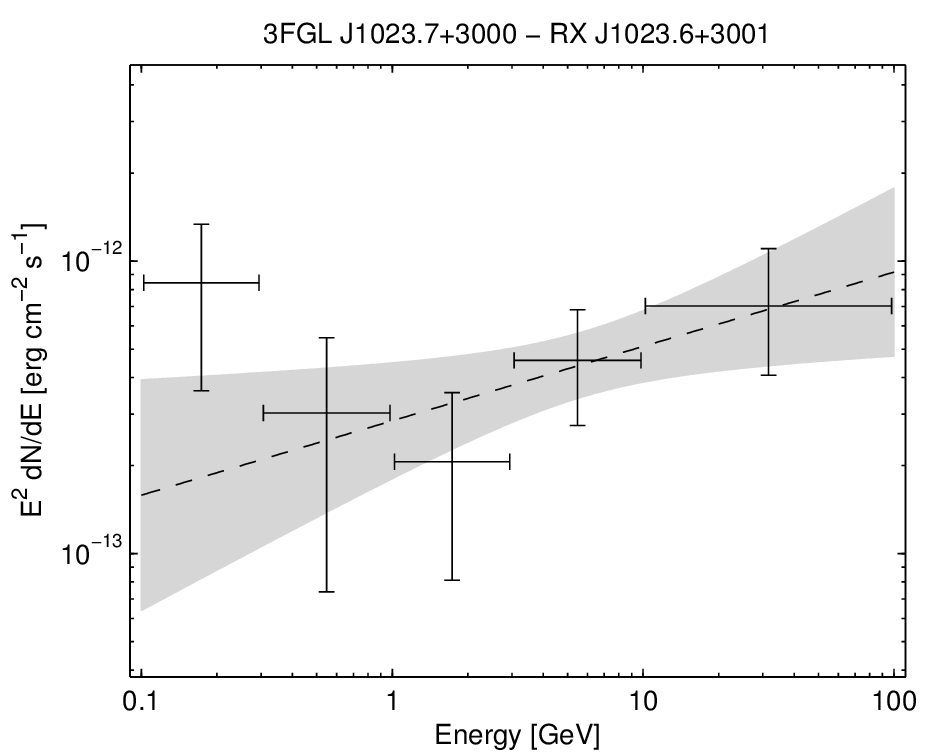 3FGL J1023.7+3000 − RX J1023.6+3001
E² dN/dE [erg cm⁻² s⁻¹]
10⁻¹²
10⁻¹³
0.1 1 10 100
Energy [GeV]